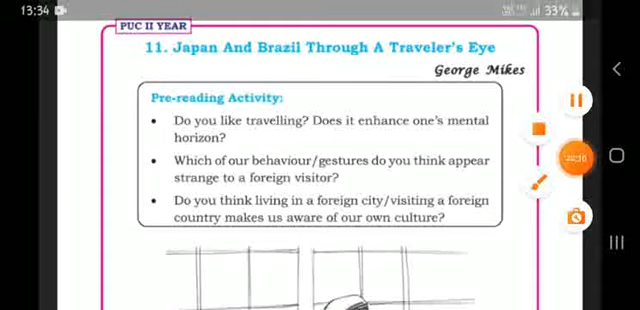 13:34
33%
PUC II YEAR
11. Japan And Brazil Through A Traveler's Eye
George Mikes
Pre-reading Activity:
• Do you like travelling? Does it enhance one's mental
horizon?
• Which of our behaviour/gestures do you think appear
strange to a foreign visitor?
• Do you think living in a foreign city/visiting a foreign
country makes us aware of our own culture?